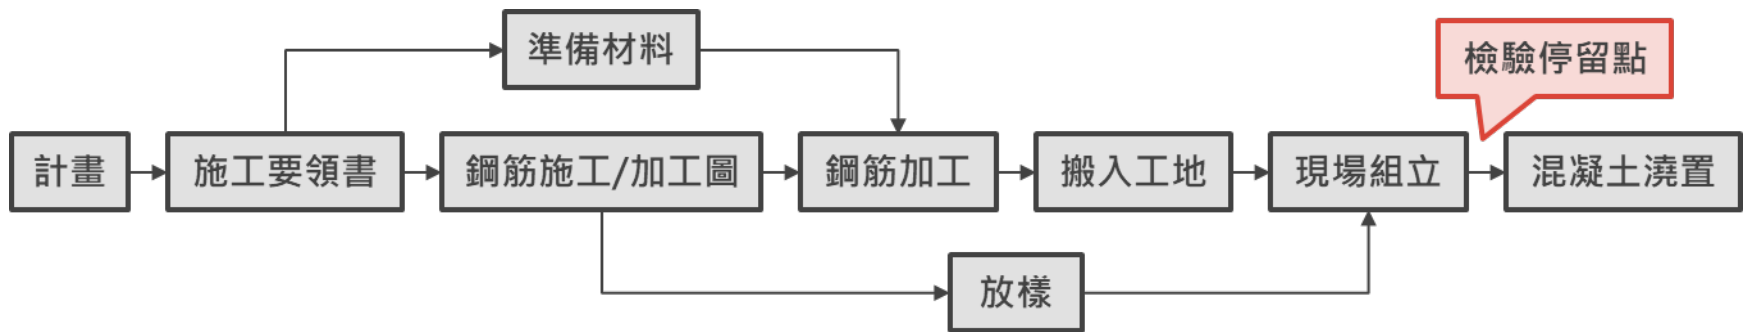 準備材料
檢驗停留點
計畫
施工要領書
鋼筋施工/加工圖
鋼筋加工
搬入工地
現場組立
混凝土澆置
放樣